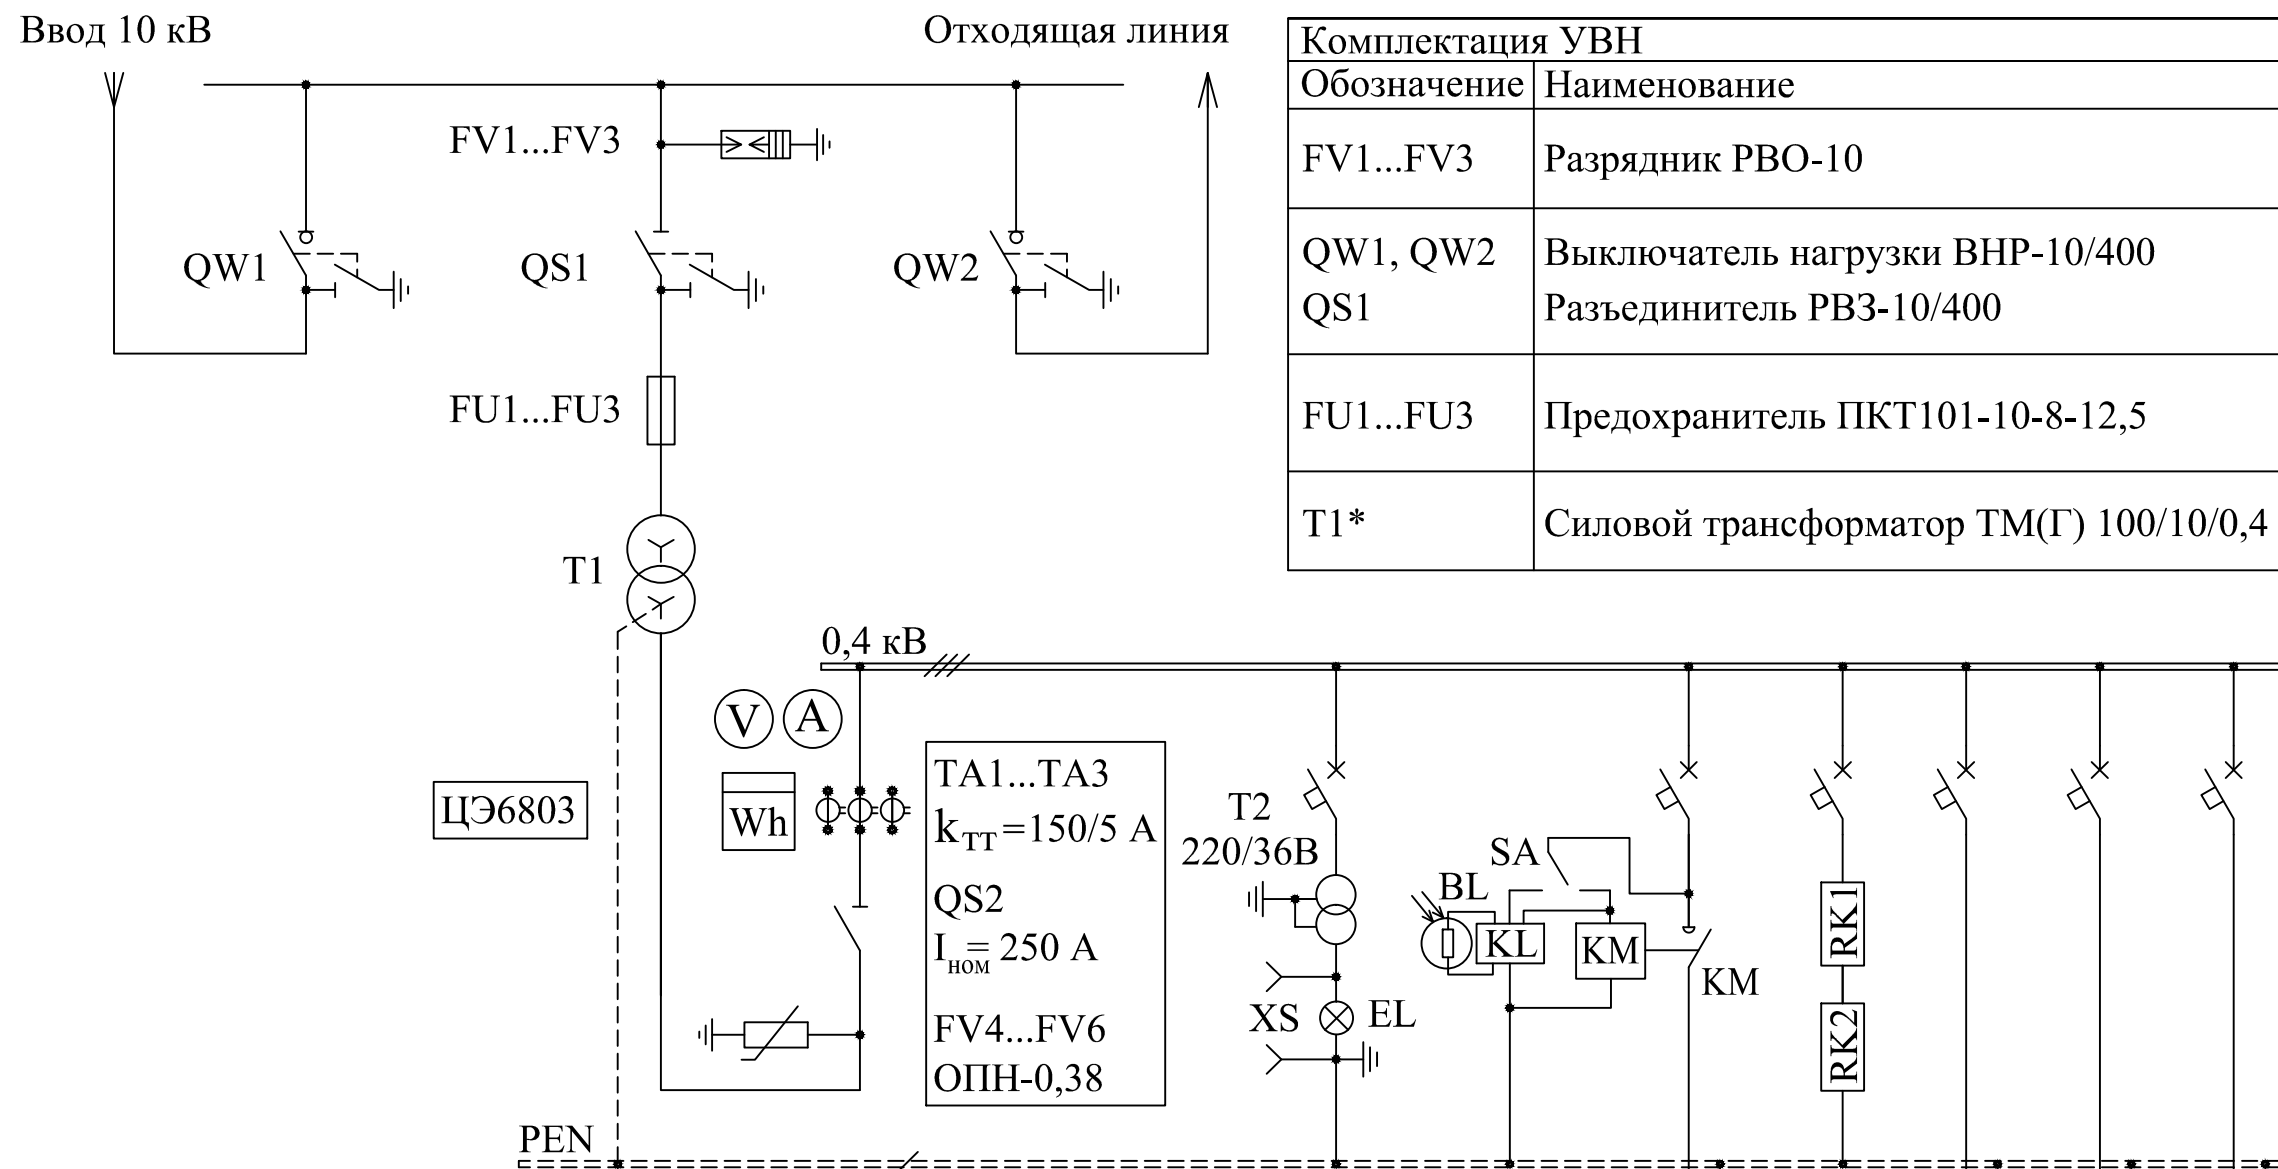 Ввод 10 кВ
Отходящая линия
Комплектация УВН
Обозначение Наименование
FV1...FV3 Разрядник РВО-10
QW1, QW2 Выключатель нагрузки ВНР-10/400
QS1 Разъединитель РВЗ-10/400
FU1...FU3 Предохранитель ПКТ101-10-8-12,5
T1* Силовой трансформатор ТМ(Г) 100/10/0,4
FV1...FV3
QW1
QS1
QW2
FU1...FU3
T1
0,4 кВ
V
A
ЦЭ6803
Wh
TA1...TA3
kТТ=150/5 А
QS2
Iном= 250 А
FV4...FV6
ОПН-0,38
T2
220/36В
XS
EL
SA
BL
KL
KM
KM
RK1
RK2
PEN